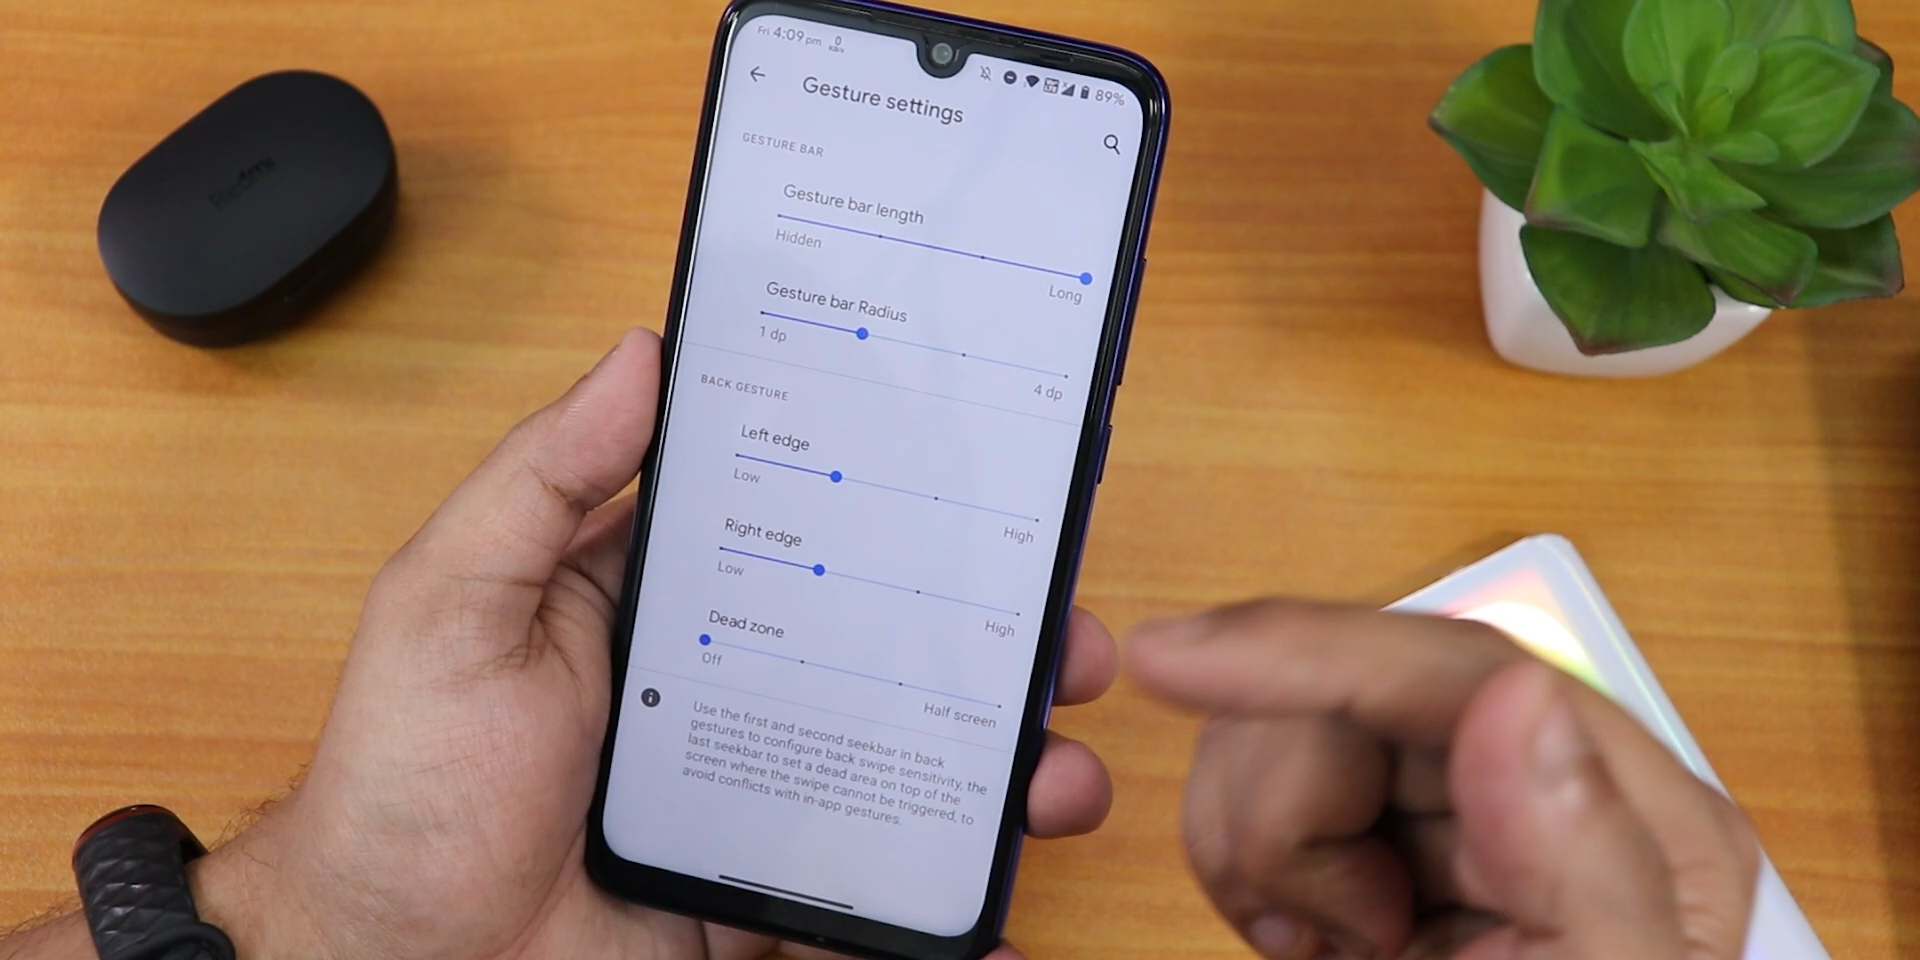 Fri 4:09 pm 0 KB/s 89%
Gesture settings
GESTURE BAR
Gesture bar length
Hidden Long
Gesture bar Radius
1 dp 4 dp
BACK GESTURE
Left edge
Low High
Right edge
Low High
Dead zone
Off Half screen
Use the first and second seekbar in back
gestures to configure back swipe sensitivity, the
last seekbar to set a dead area on top of the
screen where the swipe cannot be triggered, to
avoid conflicts with in-app gestures.
Redmi